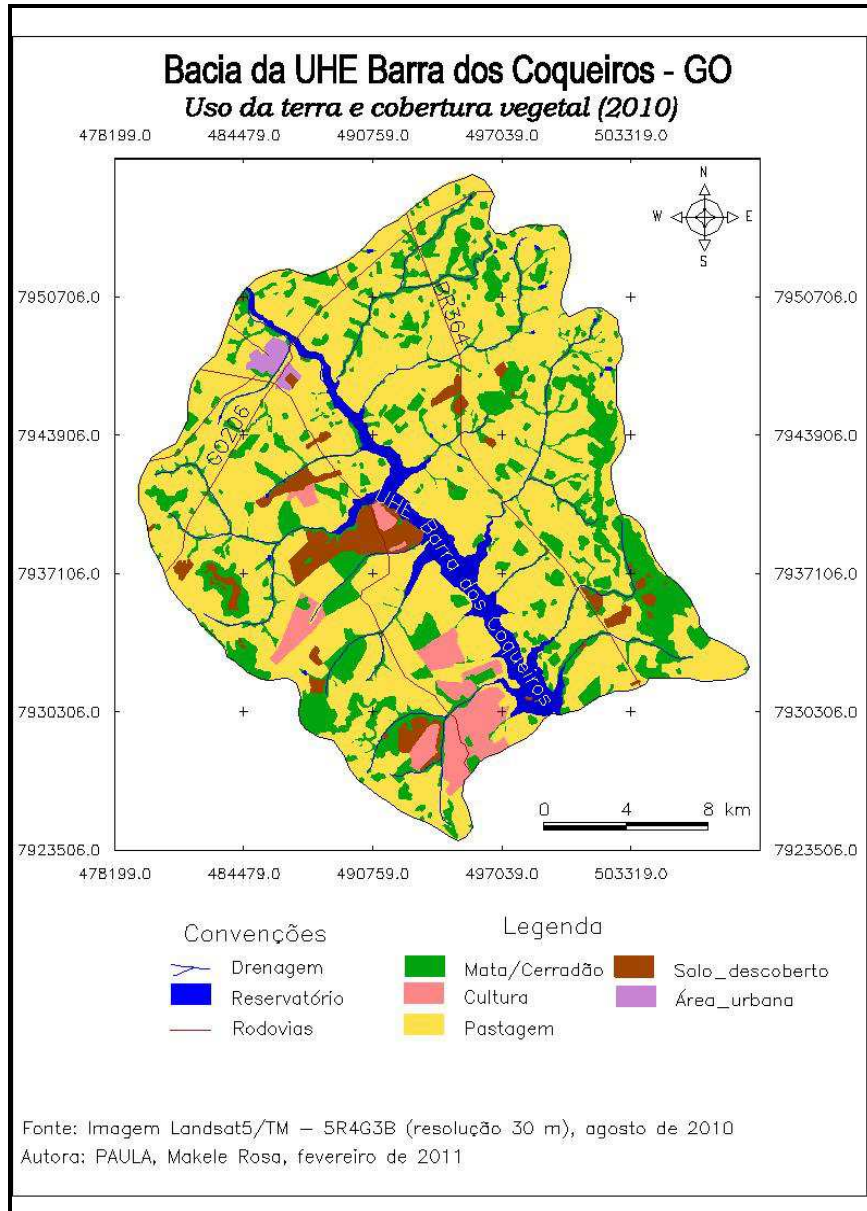 Bacia da UHE Barra dos Coqueiros - GO
Uso da terra e cobertura vegetal (2010)
478199.0 484479.0 490759.0 497039.0 503319.0
N
W E
S
7950706.0 7950706.0
BR364
GO206
7943906.0 7943906.0
UHE Barra dos Coqueiros
7937106.0 7937106.0
7930306.0 7930306.0
0 4 8 km
7923506.0 7923506.0
478199.0 484479.0 490759.0 497039.0 503319.0
Convenções
Drenagem
Reservatório
Rodovias
Legenda
Mata/Cerradão
Cultura
Pastagem
Solo_descoberto
Área_urbana
Fonte: Imagem Landsat5/TM – 5R4G3B (resolução 30 m), agosto de 2010
Autora: PAULA, Makele Rosa, fevereiro de 2011